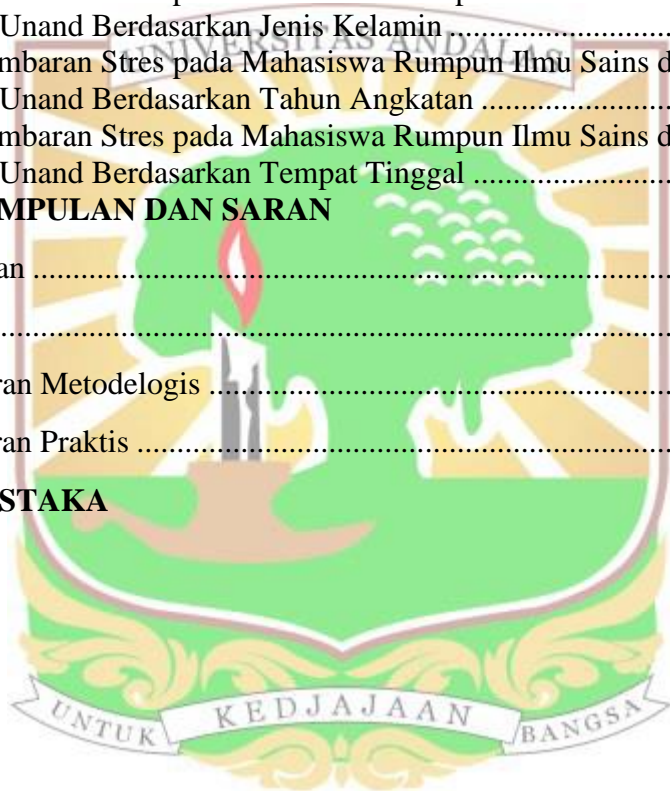 Unand Berdasarkan Jenis Kelamin ............................
UNIVERSITAS ANDALAS
mbaran Stres pada Mahasiswa Rumpun Ilmu Sains d
Unand Berdasarkan Tahun Angkatan ........................
mbaran Stres pada Mahasiswa Rumpun Ilmu Sains d
Unand Berdasarkan Tempat Tinggal .........................
MPULAN DAN SARAN
an ................................................................................
....................................................................................
ran Metodelogis ..........................................................
ran Praktis ...................................................................
STAKA
UNTUK KEDJAJAAN BANGSA